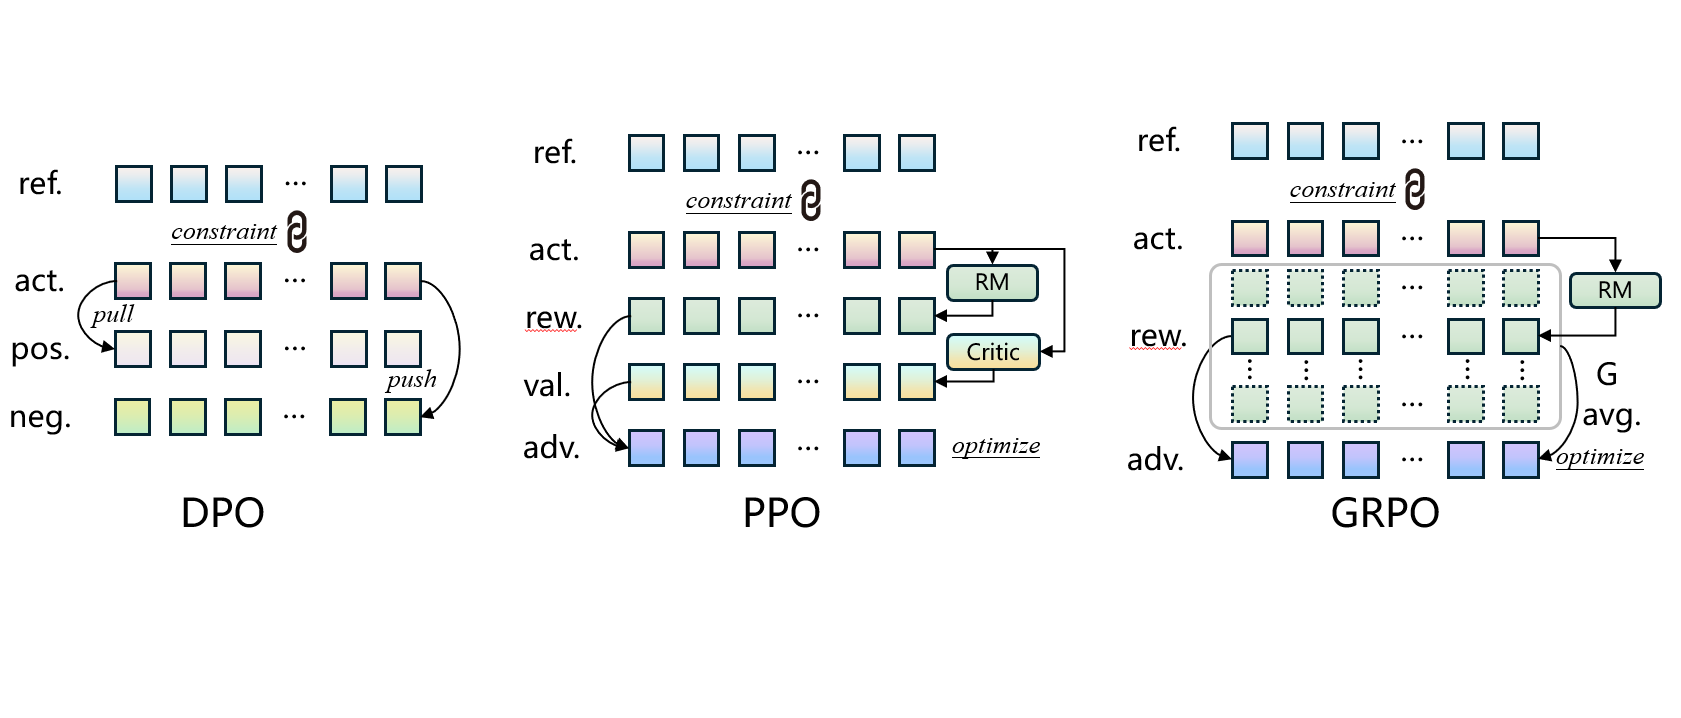 ref.
...
constraint
act.
...
pull
pos.
...
push
neg.
...
DPO
ref.
...
constraint
act.
...
RM
rew.
...
Critic
val.
...
adv.
...
optimize
PPO
ref.
...
constraint
act.
...
...
RM
rew.
...
G
avg.
...
adv.
...
optimize
GRPO